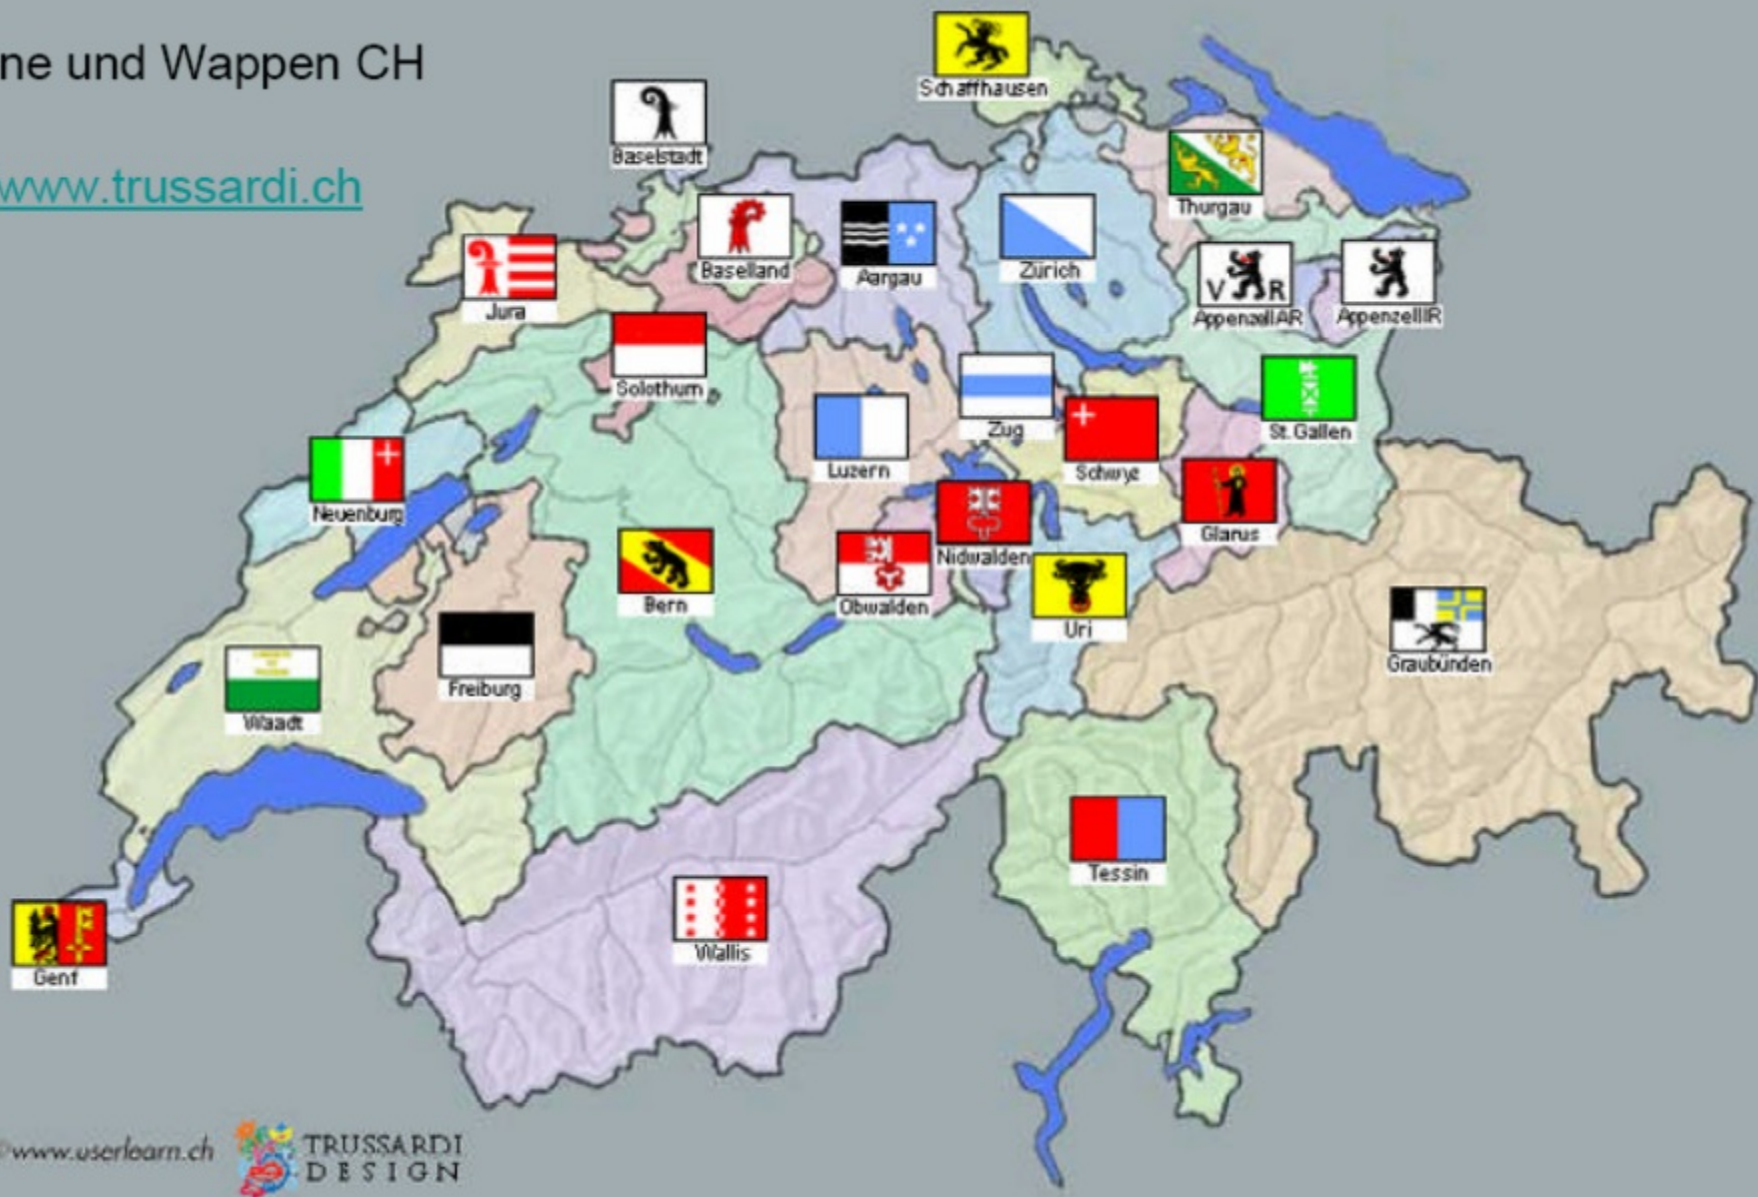 ne und Wappen CH
www.trussardi.ch
Schaffhausen
Baselstadt
Thurgau
Baselland
Aargau
Zürich
Jura
V R
AppenzellAR
AppenzellIR
Solothurn
Zug
St.Gallen
Luzern
Schwyz
Neuenburg
Glarus
Nidwalden
Bern
Obwalden
Uri
Graubünden
Freiburg
Waadt
Tessin
Wallis
Genf
www.userlearn.ch
TRUSSARDI
DESIGN